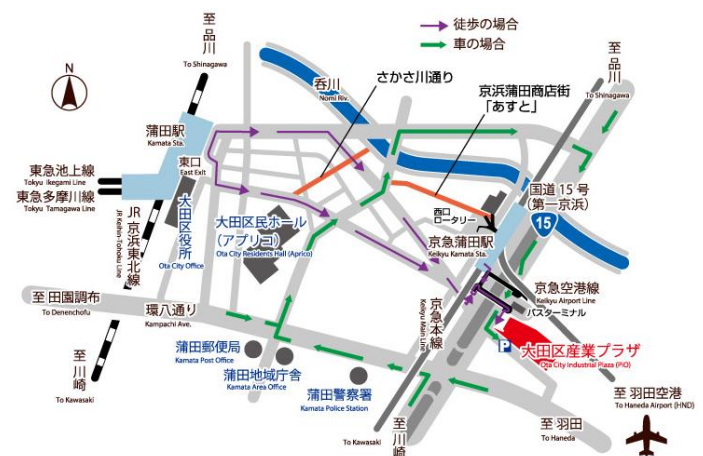 徒歩の場合
車の場合
至 品川
To Shinagawa
N
さかさ川通り
呑川
Nomi Riv.
京浜蒲田商店街
「あすと」
至 品川
To Shinagawa
蒲田駅
Kamata Sta.
東口
East Exit
東急池上線
Tokyu Ikegami Line
東急多摩川線
Tokyu Tamagawa Line
JR 京浜東北線
JR Keihin-Tohoku Line
大田区役所
Ota City Office
大田区民ホール
(アプリコ)
Ota City Residents Hall (Aprico)
西口
ロータリー
国道 15 号
(第一京浜)
15
京急蒲田駅
Keikyu Kamata Sta.
京急空港線
Keikyu Airport Line
バスターミナル
至 田園調布
To Denenchofu
環八通り
Kampachi Ave.
京急本線
Keikyu Main Line
P
大田区産業プラザ
Ota City Industrial Plaza (PiO)
至 川崎
To Kawasaki
蒲田郵便局
Kamata Post Office
蒲田地域庁舎
Kamata Area Office
蒲田警察署
Kamata Police Station
To Kawasaki
至 川崎
至 羽田
To Haneda
至 羽田空港
To Haneda Airport (HND)